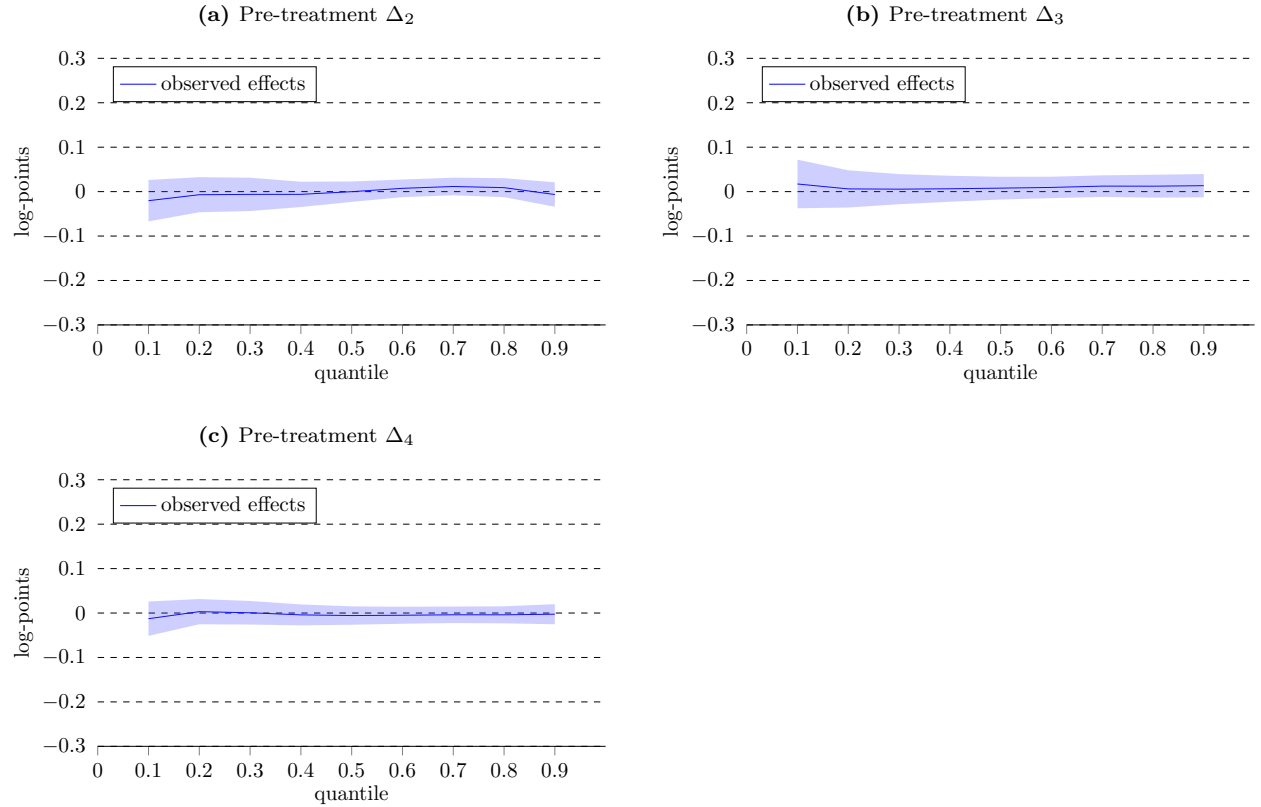 (a) Pre-treatment Δ₂
0.3
0.2
0.1
0
−0.1
−0.2
−0.3
log-points
observed effects
0 0.1 0.2 0.3 0.4 0.5 0.6 0.7 0.8 0.9
quantile
(b) Pre-treatment Δ₃
0.3
0.2
0.1
0
−0.1
−0.2
−0.3
log-points
observed effects
0 0.1 0.2 0.3 0.4 0.5 0.6 0.7 0.8 0.9
quantile
(c) Pre-treatment Δ₄
0.3
0.2
0.1
0
−0.1
−0.2
−0.3
log-points
observed effects
0 0.1 0.2 0.3 0.4 0.5 0.6 0.7 0.8 0.9
quantile